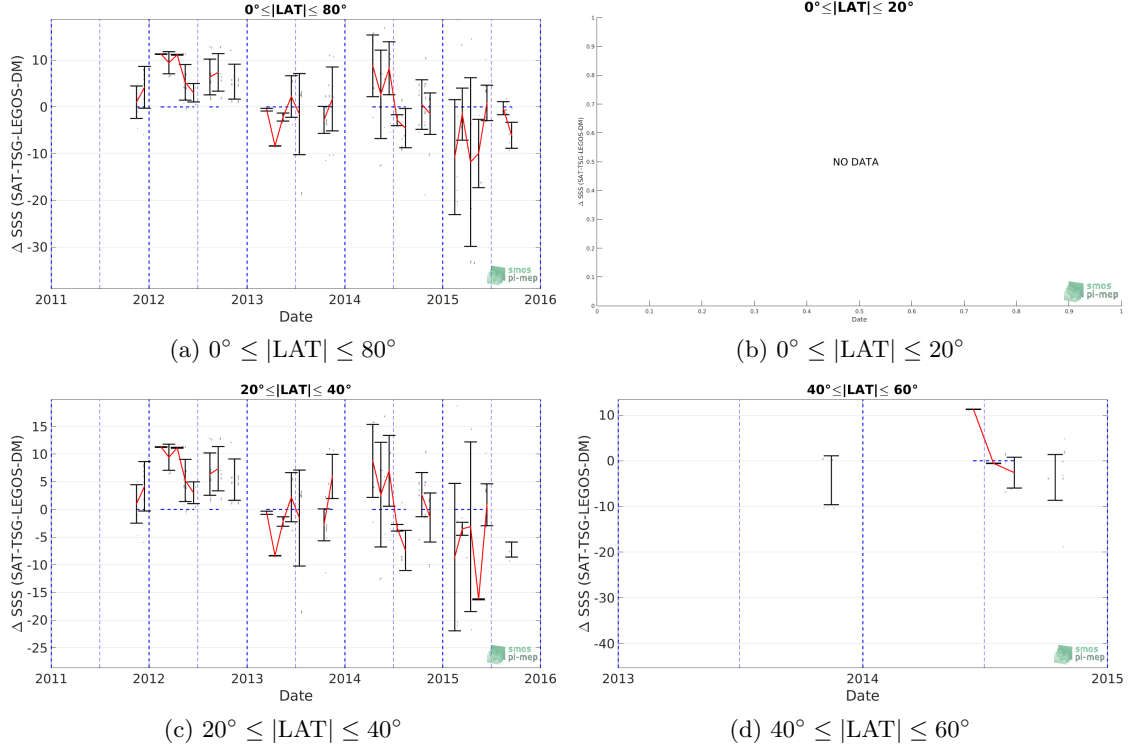 0°≤|LAT|≤ 80°
10
0
-10
-20
-30
Δ SSS (SAT-TSG-LEGOS-DM)
2011
2012
2013
2014
2015
2016
Date
smos
pi-mep
(a) 0° ≤ |LAT| ≤ 80°
0°≤|LAT|≤ 20°
1
0.9
0.8
0.7
0.6
0.5
0.4
0.3
0.2
0.1
0
Δ SSS (SAT-TSG-LEGOS-DM)
NO DATA
0
0.1
0.2
0.3
0.4
0.5
0.6
0.7
0.8
0.9
1
Date
smos
pi-mep
(b) 0° ≤ |LAT| ≤ 20°
20°≤|LAT|≤ 40°
15
10
5
0
-5
-10
-15
-20
-25
Δ SSS (SAT-TSG-LEGOS-DM)
2011
2012
2013
2014
2015
2016
Date
smos
pi-mep
(c) 20° ≤ |LAT| ≤ 40°
40°≤|LAT|≤ 60°
10
0
-10
-20
-30
-40
Δ SSS (SAT-TSG-LEGOS-DM)
2013
2014
2015
Date
smos
pi-mep
(d) 40° ≤ |LAT| ≤ 60°